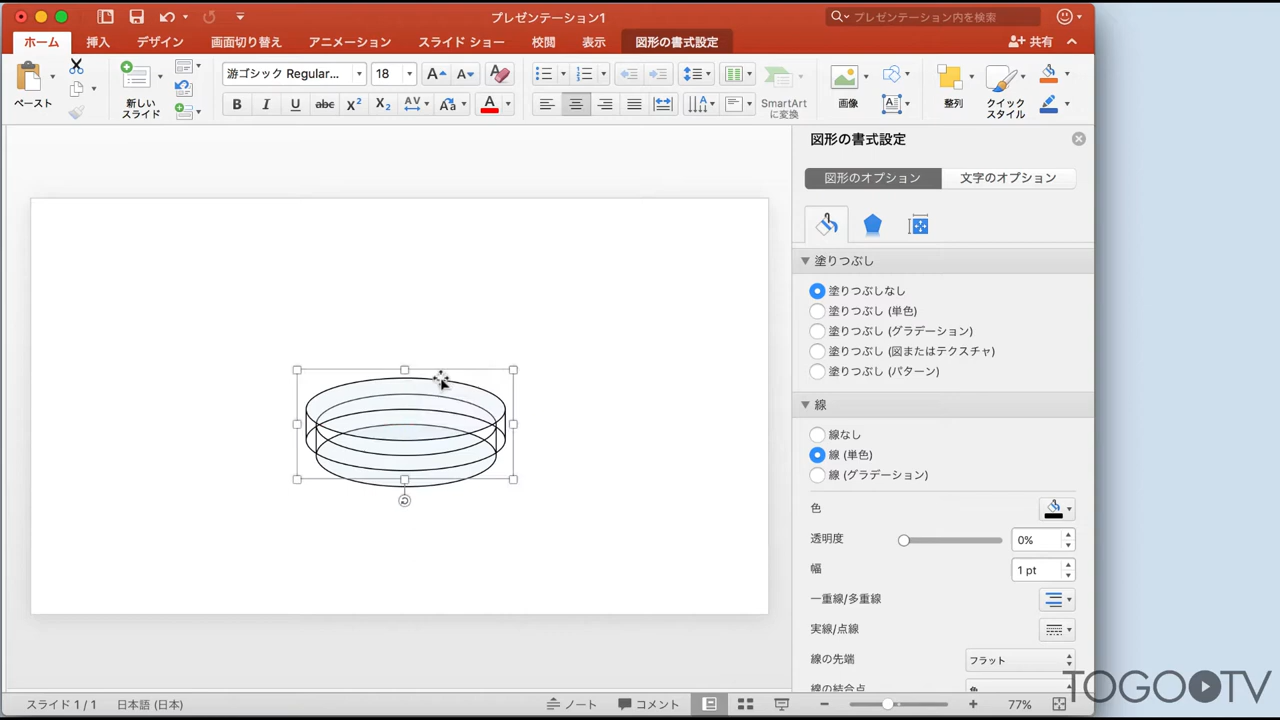 プレゼンテーション1
プレゼンテーション内を検索
ホーム 挿入 デザイン 画面切り替え アニメーション スライド ショー 校閲 表示 図形の書式設定 共有
ペースト
新しい
スライド
游ゴシック Regular... 18
B I U abc X² X₂ AV Aa A
SmartArt
に変換
画像
整列
クイック
スタイル
図形の書式設定
図形のオプション 文字のオプション
塗りつぶし
塗りつぶしなし
塗りつぶし (単色)
塗りつぶし (グラデーション)
塗りつぶし (図またはテクスチャ)
塗りつぶし (パターン)
線
線なし
線 (単色)
線 (グラデーション)
色
透明度 0%
幅 1 pt
一重線/多重線
実線/点線
線の先端 フラット
線の結合点
スライド 1 / 1 日本語 (日本) ノート コメント 77%
TOGO TV